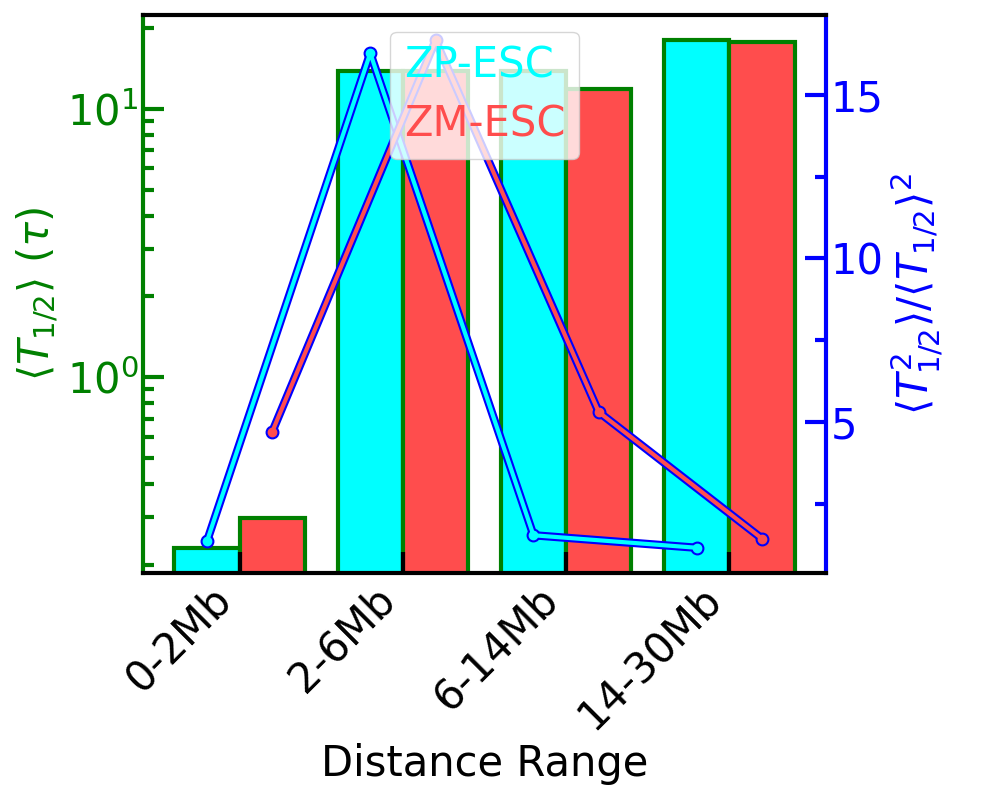 ZP-ESC
ZM-ESC
10¹
10⁰
⟨T₁/₂⟩ (τ)
15
10
5
⟨T²₁/₂⟩/⟨T₁/₂⟩²
0-2Mb
2-6Mb
6-14Mb
14-30Mb
Distance Range